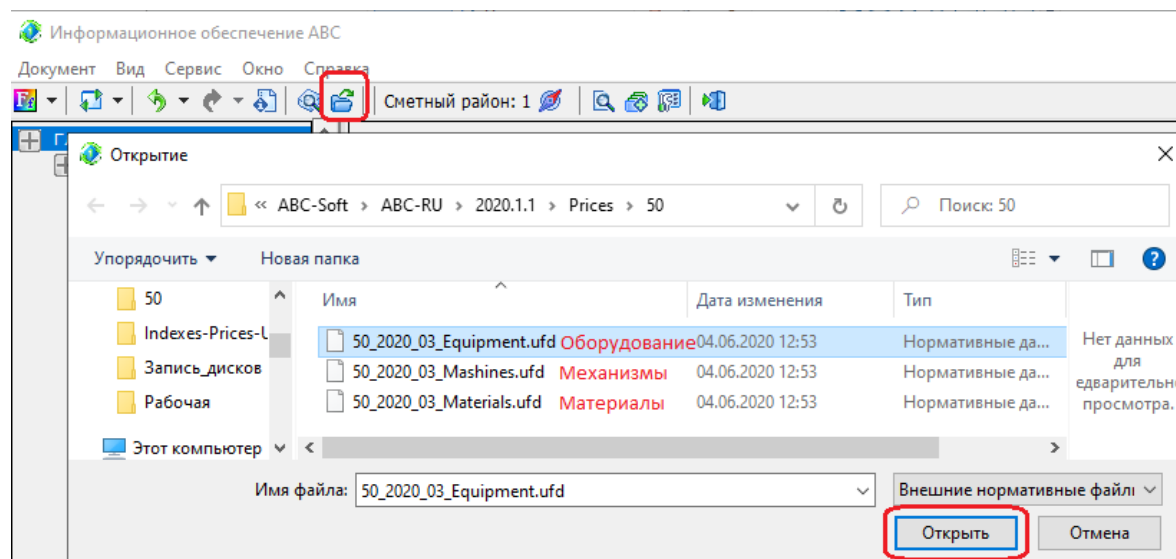 Информационное обеспечение ABC
Документ Вид Сервис Окно Справка
Сметный район: 1
Открытие
« ABC-Soft > ABC-RU > 2020.1.1 > Prices > 50
Поиск: 50
Упорядочить Новая папка
50
Indexes-Prices-
Запись_дисков
Рабочая
Этот компьютер
Имя Дата изменения Тип
50_2020_03_Equipment.ufd Оборудование 04.06.2020 12:53 Нормативные да...
50_2020_03_Mashines.ufd Механизмы 04.06.2020 12:53 Нормативные да...
50_2020_03_Materials.ufd Материалы 04.06.2020 12:53 Нормативные да...
Нет данных
для
едварительн
просмотра.
Имя файла: 50_2020_03_Equipment.ufd
Внешние нормативные файлы
Открыть Отмена